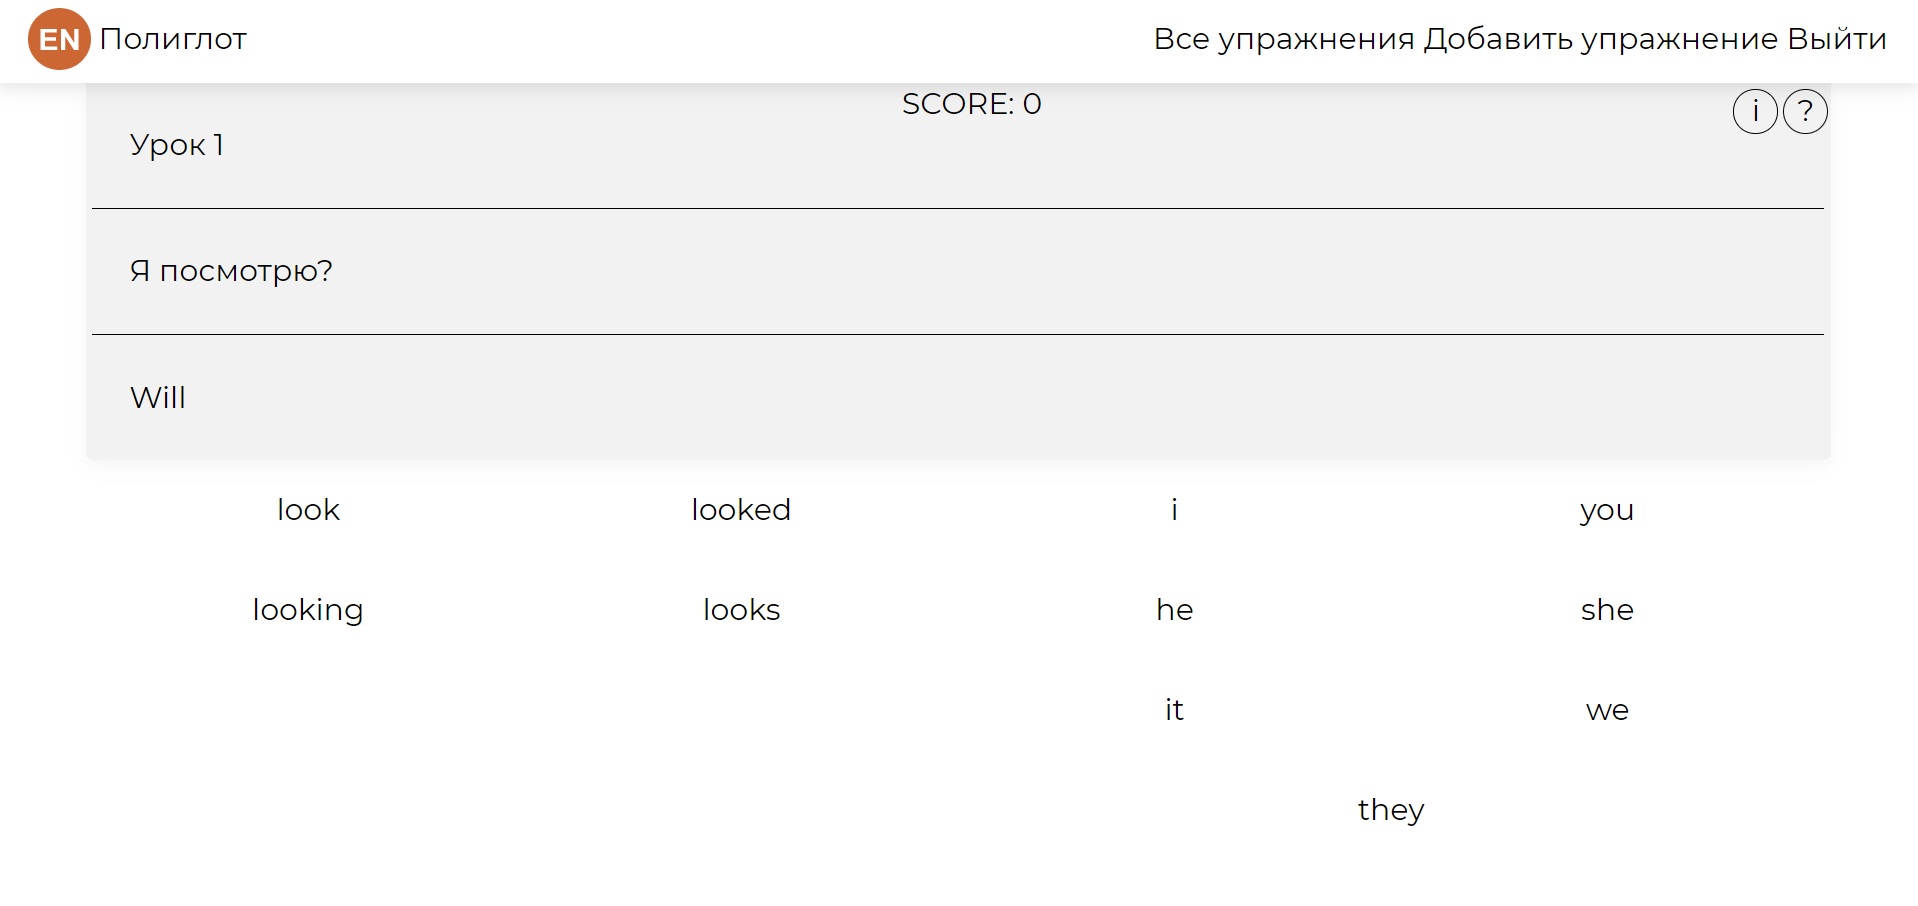 EN Полиглот Все упражнения Добавить упражнение Выйти
SCORE: 0 i ?
Урок 1
Я посмотрю?
Will
look looked i you
looking looks he she
it we
they